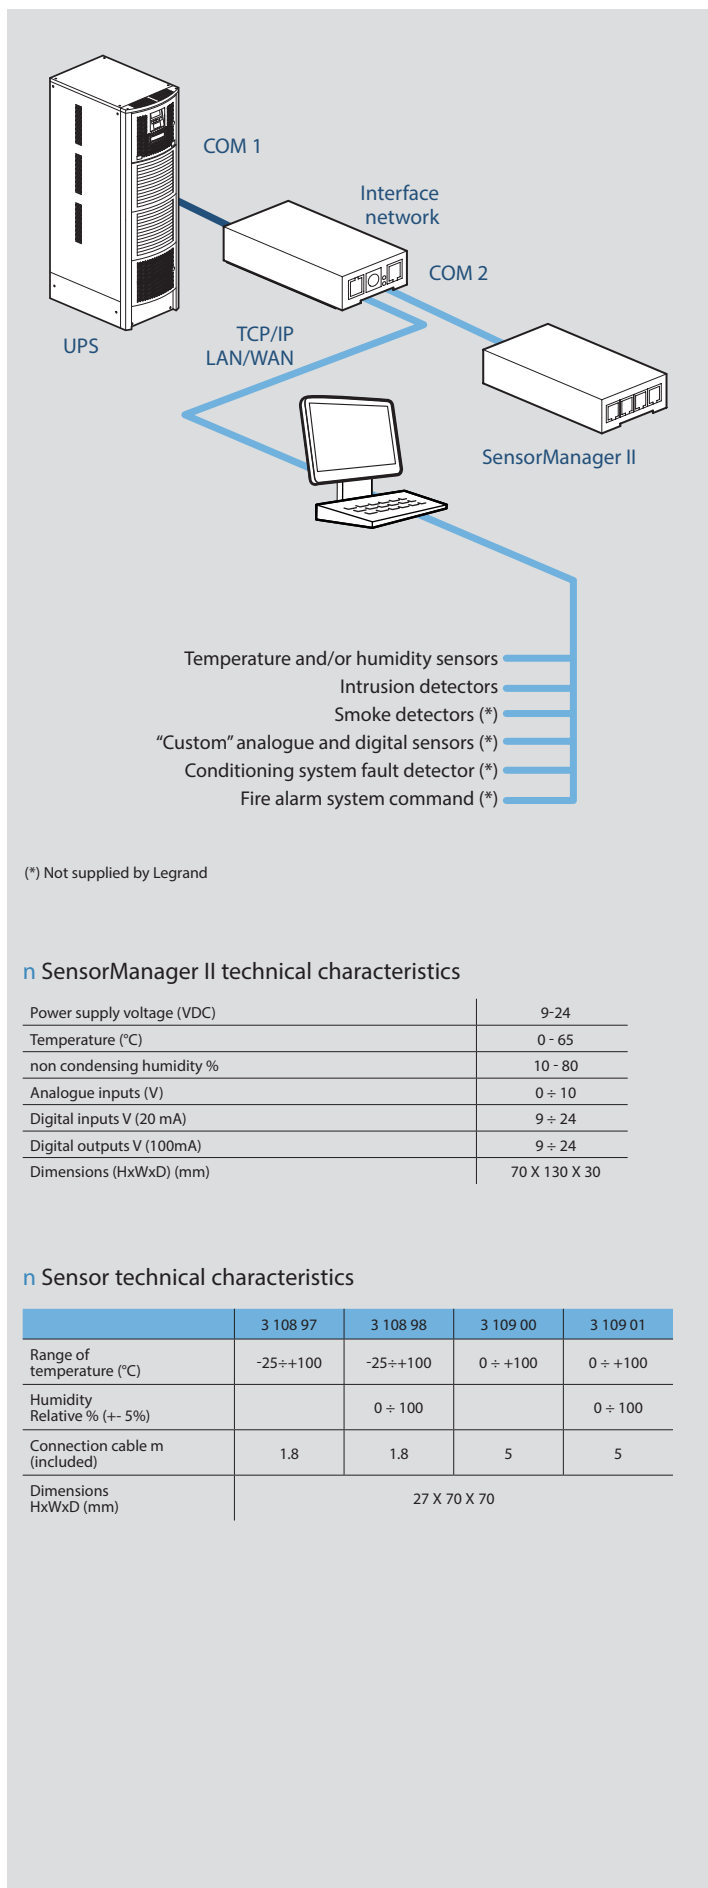 COM 1
Interface
network
COM 2
UPS
TCP/IP
LAN/WAN
SensorManager II
Temperature and/or humidity sensors
Intrusion detectors
Smoke detectors (*)
“Custom” analogue and digital sensors (*)
Conditioning system fault detector (*)
Fire alarm system command (*)
(*) Not supplied by Legrand
n SensorManager II technical characteristics
Power supply voltage (VDC) 9-24
Temperature (°C) 0 - 65
non condensing humidity % 10 - 80
Analogue inputs (V) 0 ÷ 10
Digital inputs V (20 mA) 9 ÷ 24
Digital outputs V (100mA) 9 ÷ 24
Dimensions (HxWxD) (mm) 70 X 130 X 30
n Sensor technical characteristics
3 108 97 3 108 98 3 109 00 3 109 01
Range of
temperature (°C) -25÷+100 -25÷+100 0 ÷ +100 0 ÷ +100
Humidity
Relative % (+- 5%) 0 ÷ 100 0 ÷ 100
Connection cable m
(included) 1.8 1.8 5 5
Dimensions
HxWxD (mm) 27 X 70 X 70